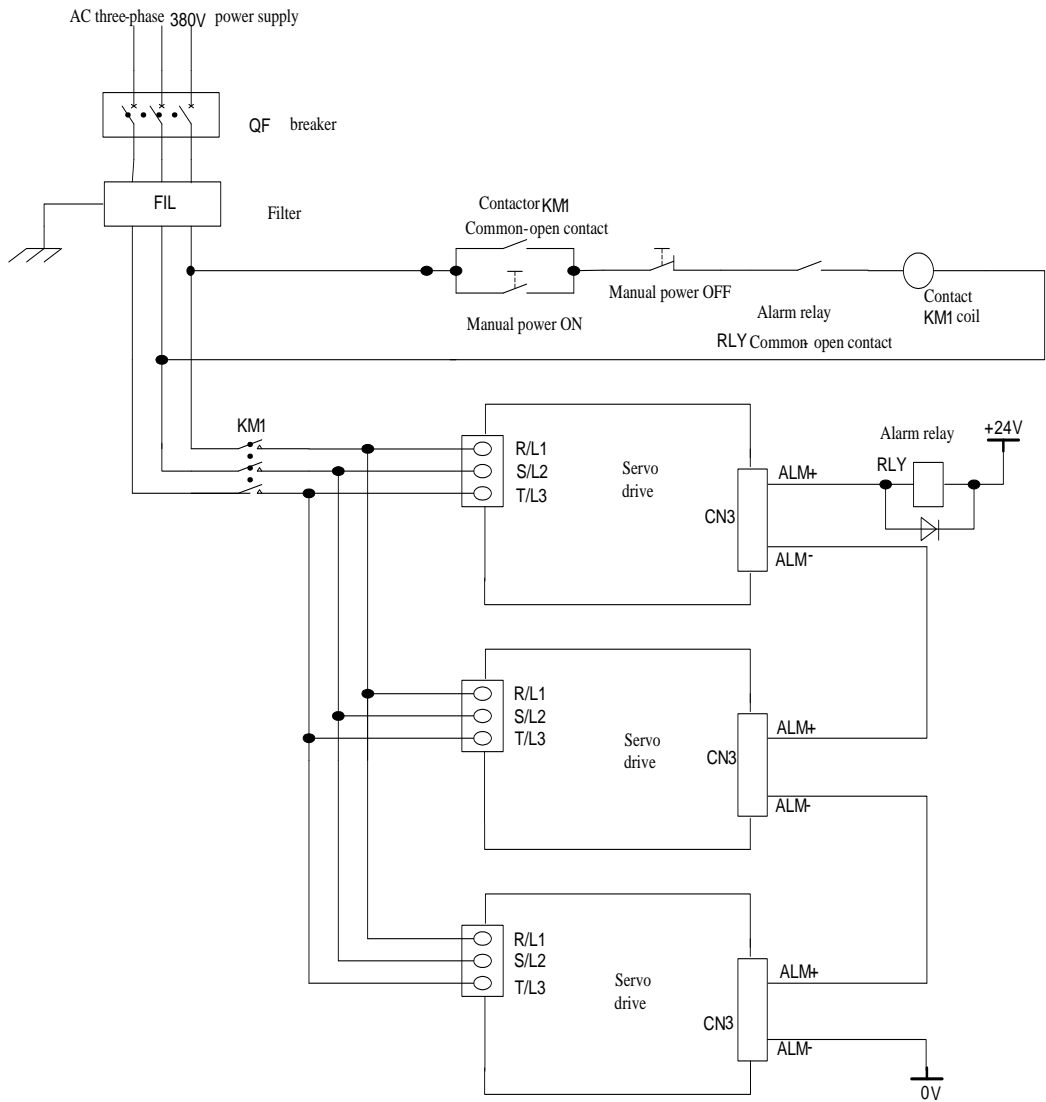 AC three-phase 380V power supply
QF breaker
FIL
Filter
Contactor KM1
Common-open contact
Manual power ON
Manual power OFF
Alarm relay
RLY Common open contact
Contact
KM1 coil
KM1
R/L1
S/L2
T/L3
Servo
drive
CN3
ALM+
ALM-
Alarm relay
RLY
+24V
R/L1
S/L2
T/L3
Servo
drive
CN3
ALM+
ALM-
R/L1
S/L2
T/L3
Servo
drive
CN3
ALM+
ALM-
0V